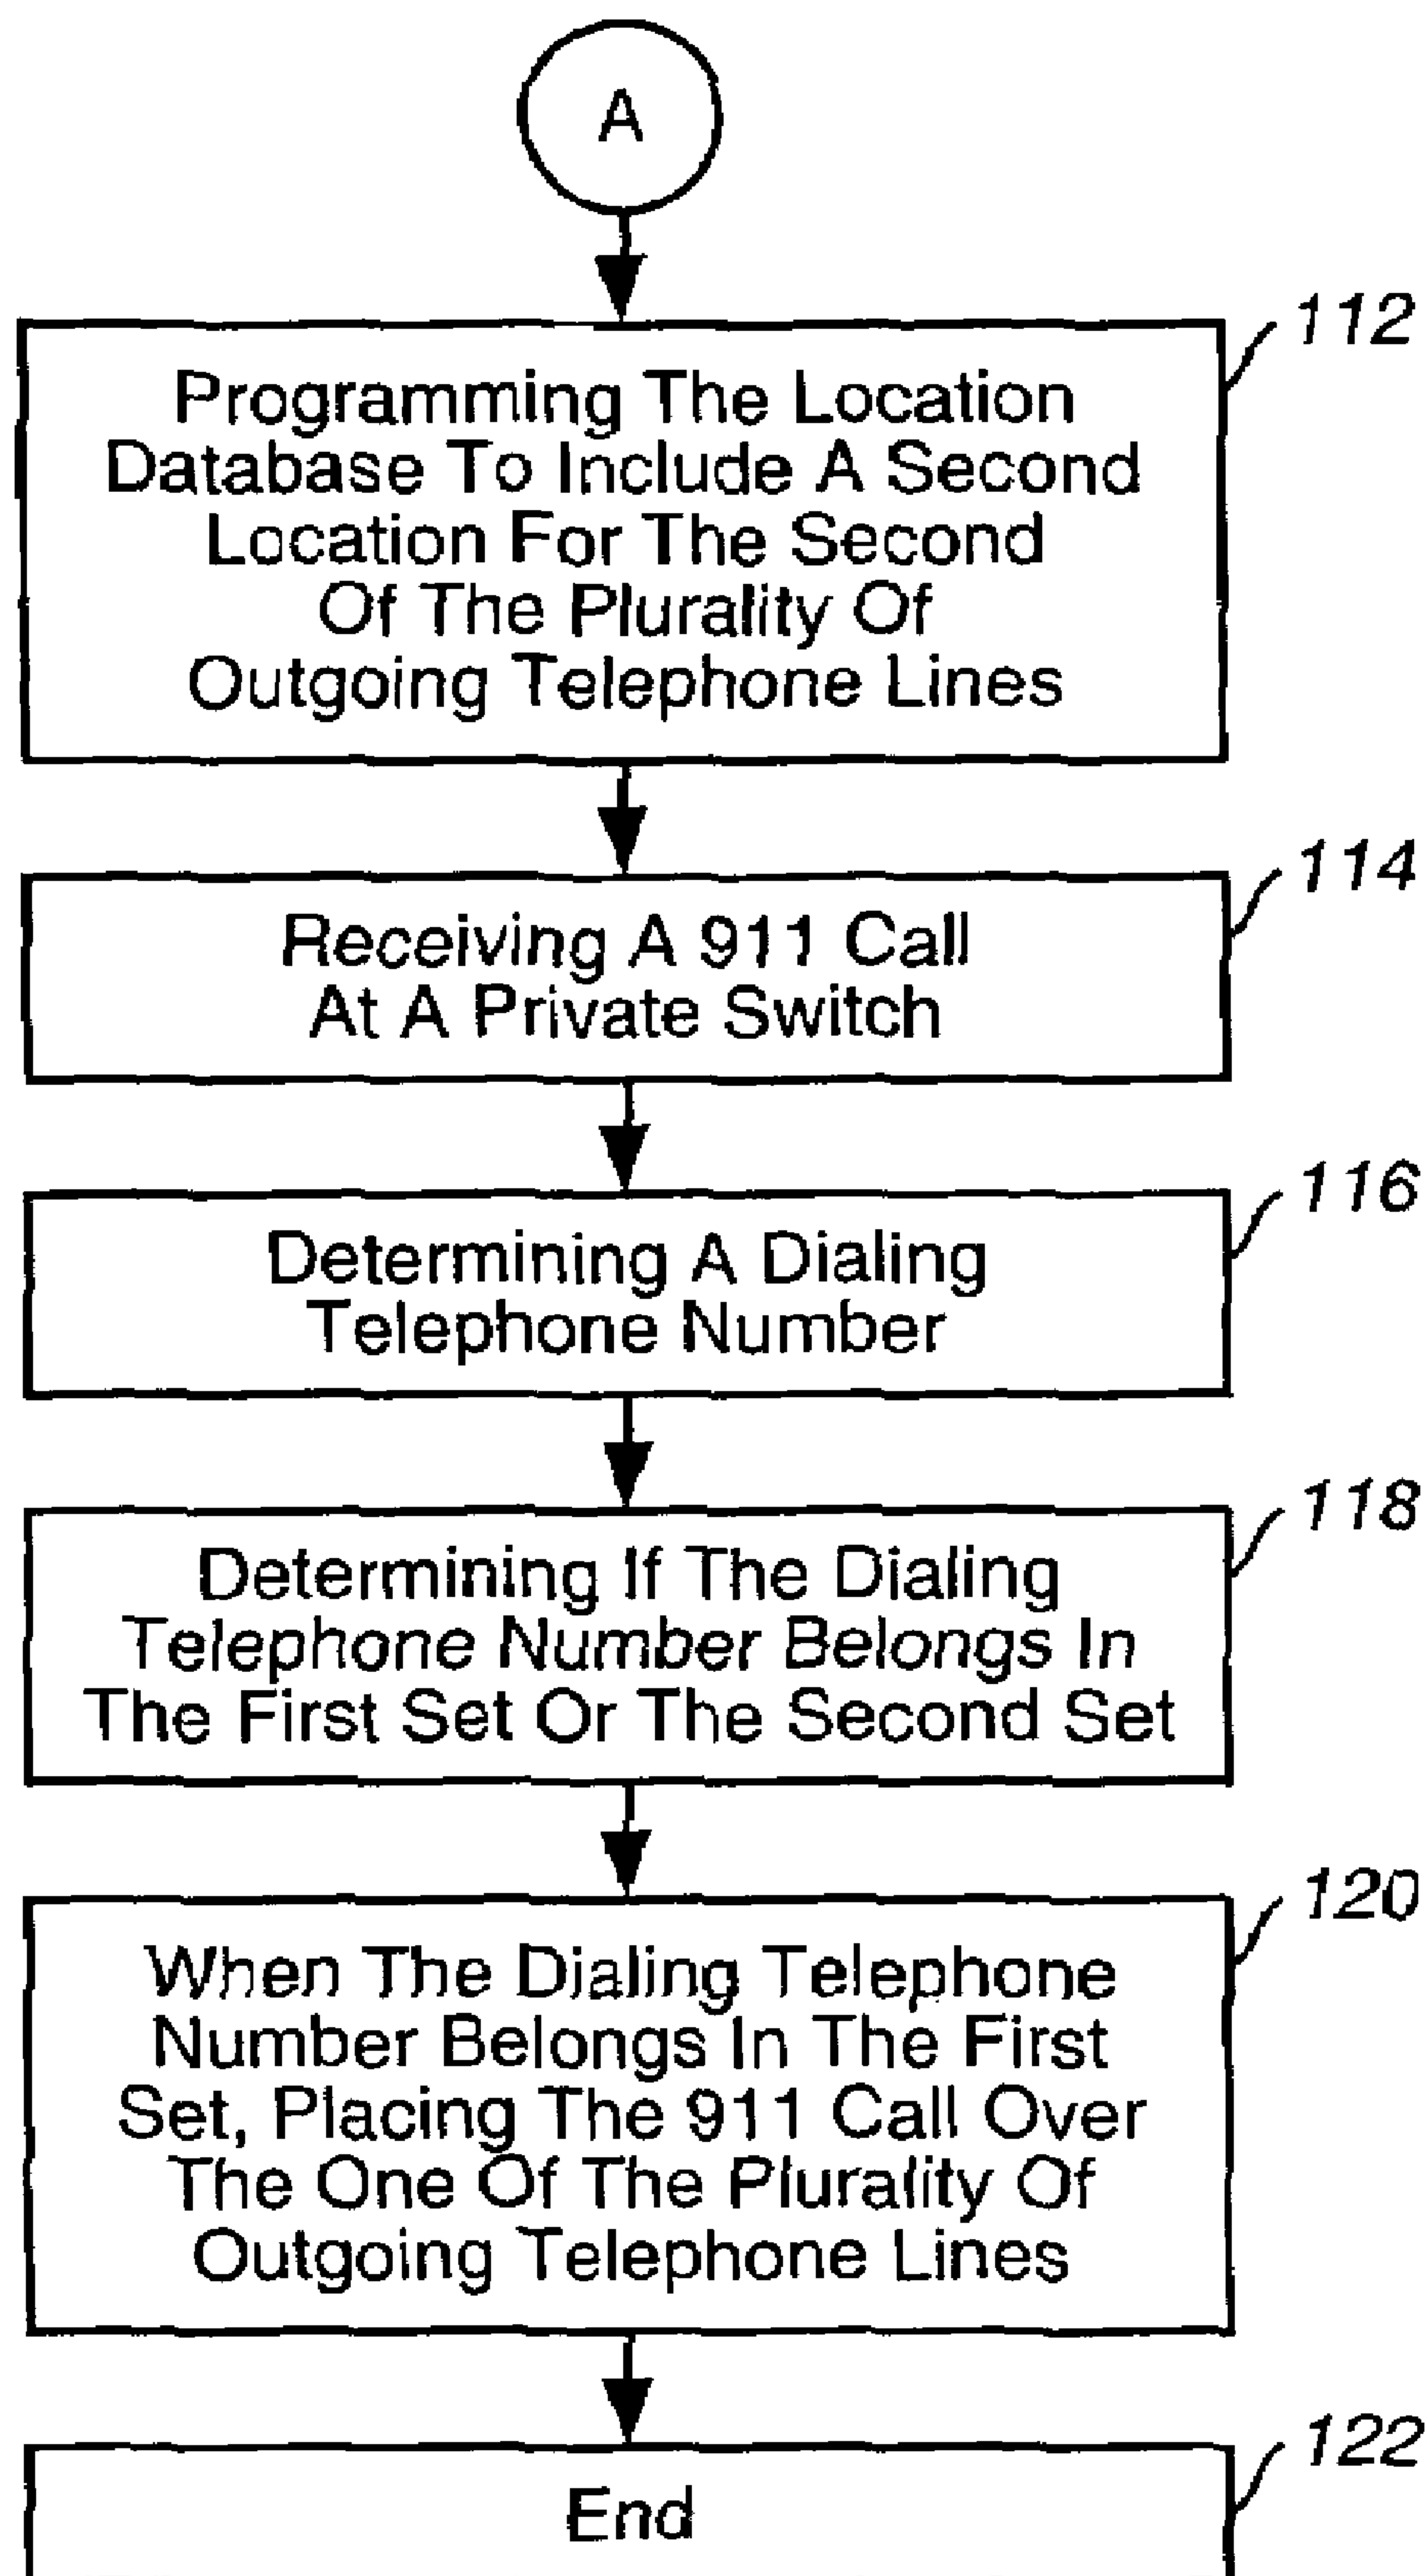 A
112
Programming The Location
Database To Include A Second
Location For The Second
Of The Plurality Of
Outgoing Telephone Lines
114
Receiving A 911 Call
At A Private Switch
116
Determining A Dialing
Telephone Number
118
Determining If The Dialing
Telephone Number Belongs In
The First Set Or The Second Set
120
When The Dialing Telephone
Number Belongs In The First
Set, Placing The 911 Call Over
The One Of The Plurality Of
Outgoing Telephone Lines
122
End